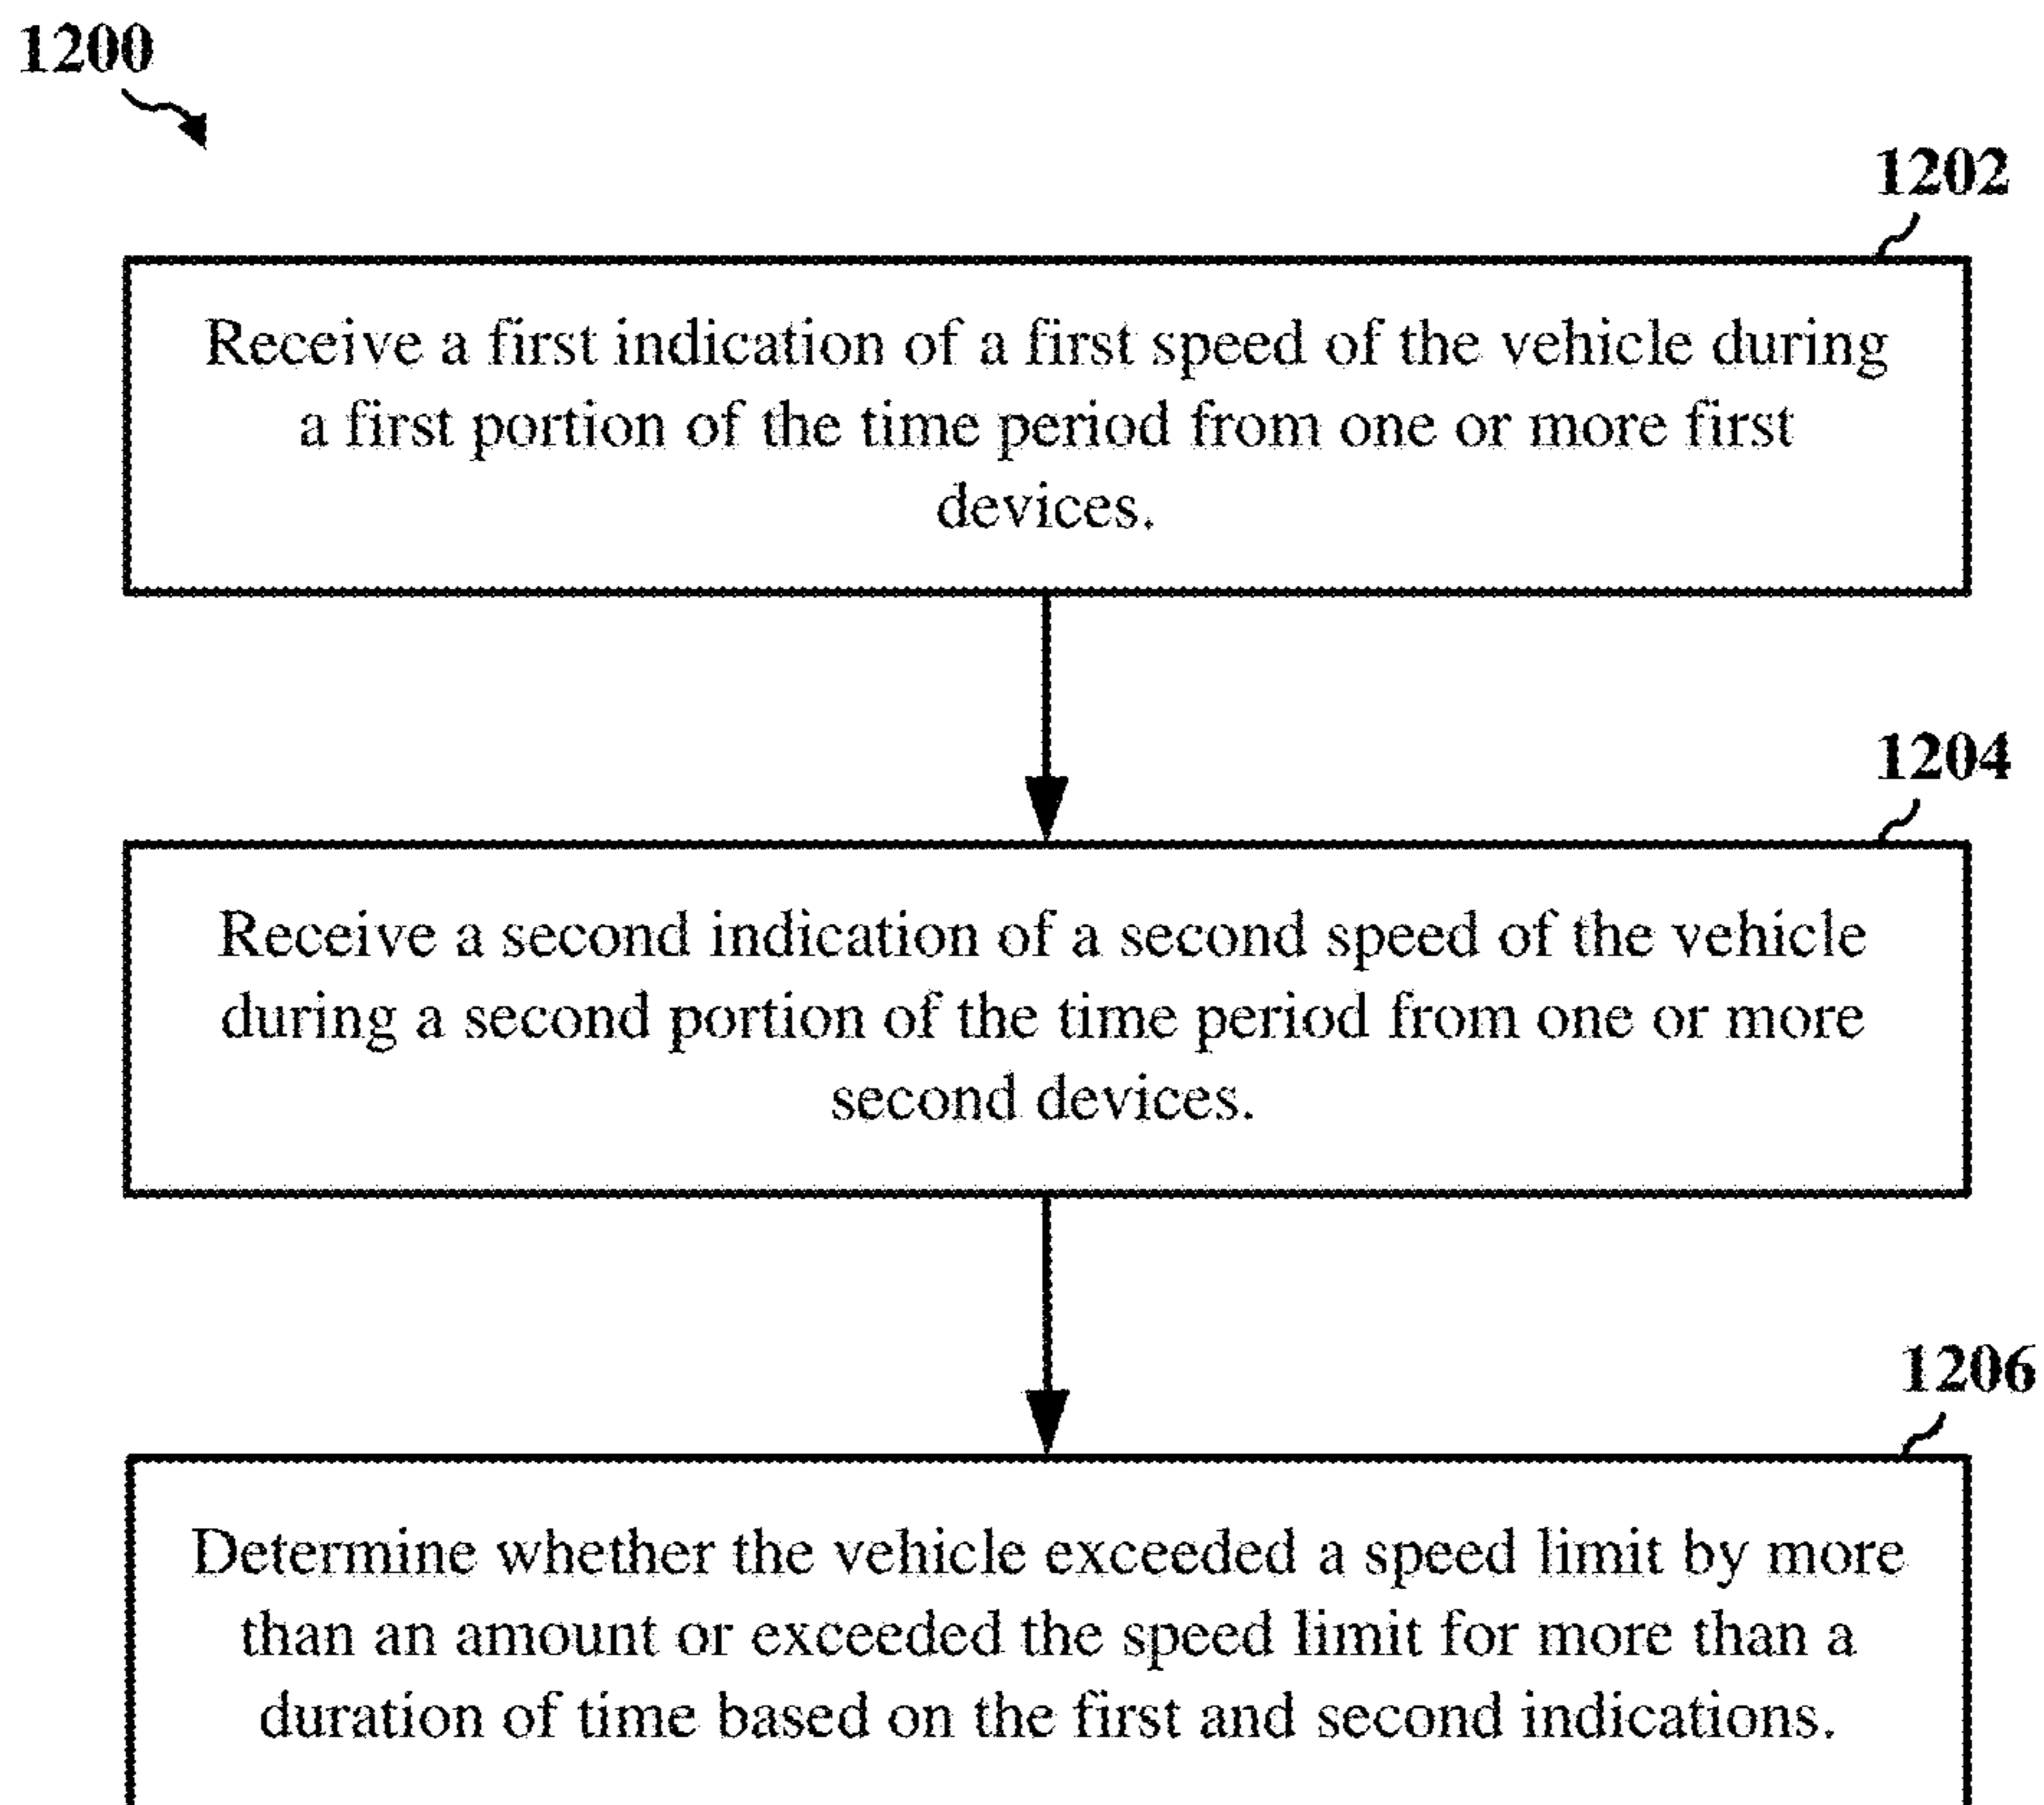 1200
1202
Receive a first indication of a first speed of the vehicle during
a first portion of the time period from one or more first
devices.
1204
Receive a second indication of a second speed of the vehicle
during a second portion of the time period from one or more
second devices.
1206
Determine whether the vehicle exceeded a speed limit by more
than an amount or exceeded the speed limit for more than a
duration of time based on the first and second indications.